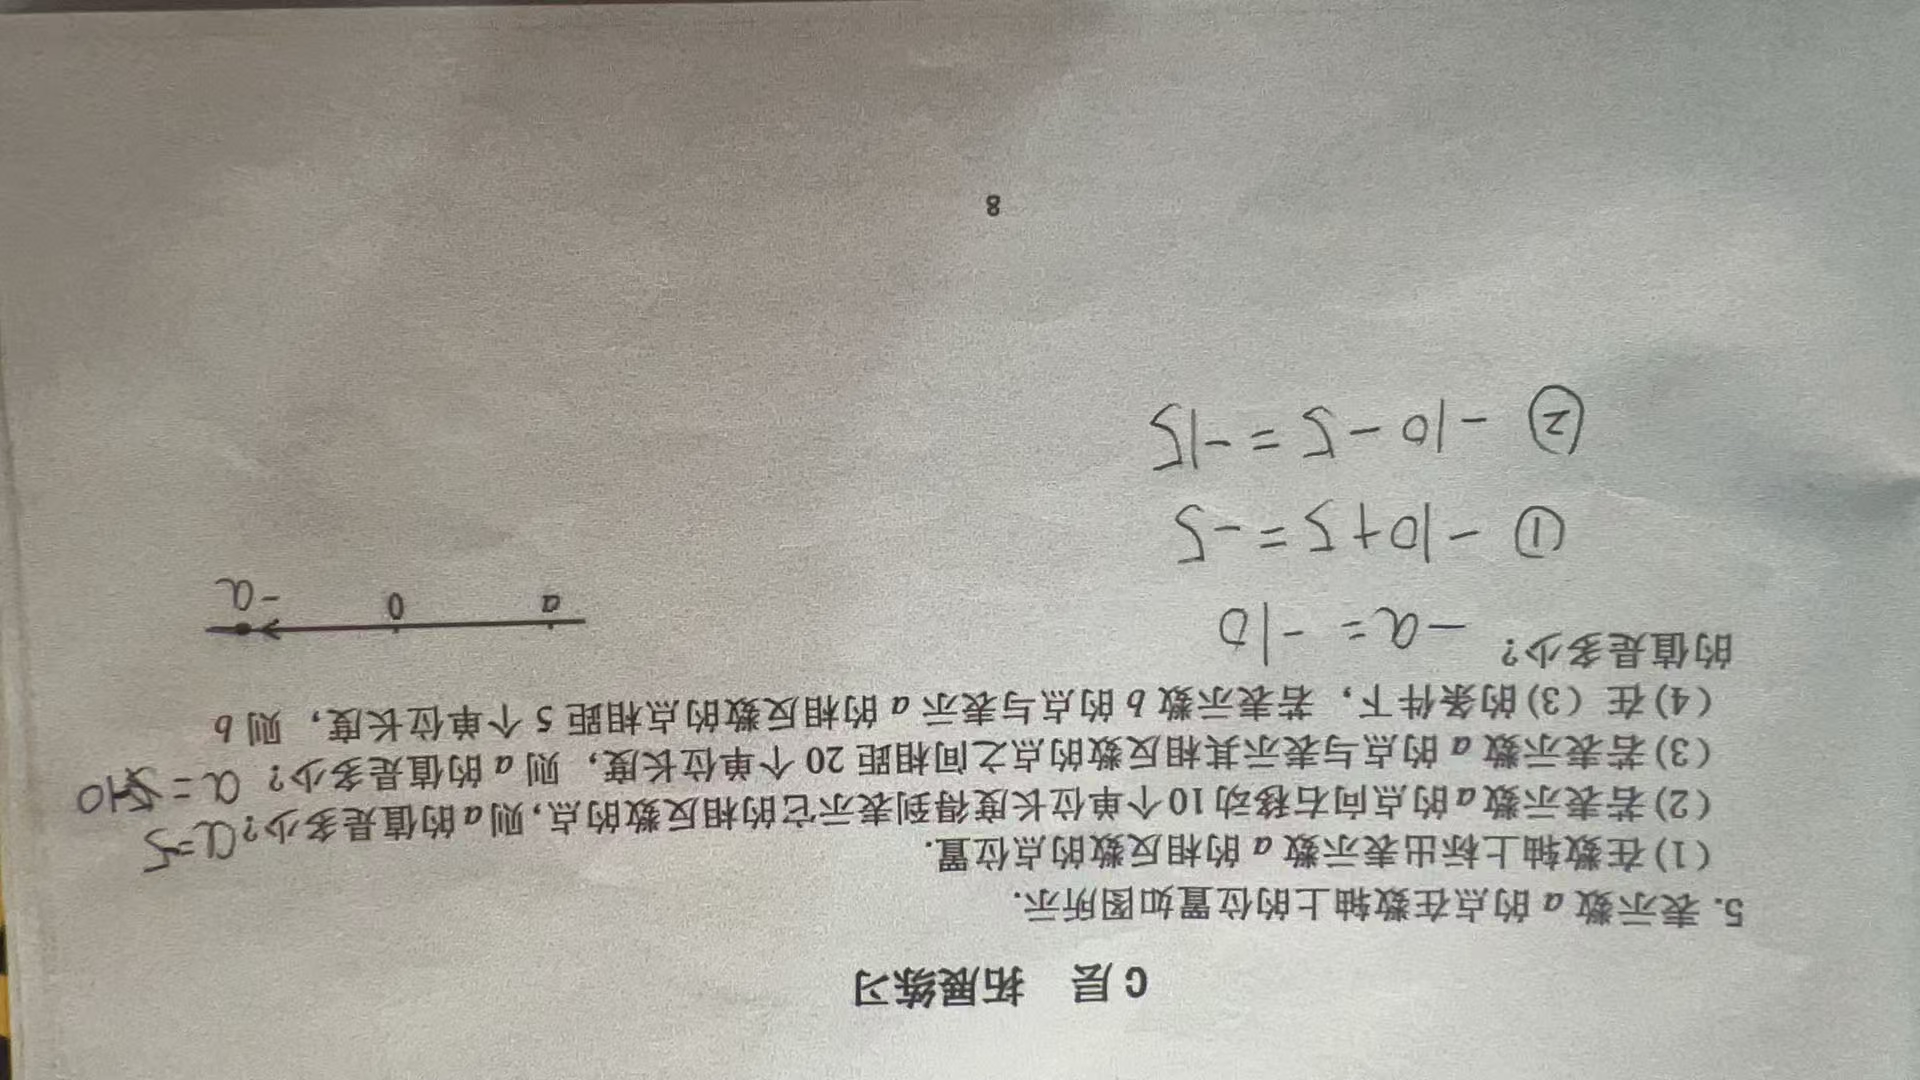 C层 拓展练习
5. 表示数 a 的点在数轴上的位置如图所示.
(1) 在数轴上标出表示数 a 的相反数的点位置.
(2) 若表示数 a 的点向右移动 10 个单位长度得到表示它的相反数的点,则 a 的值是多少? a=5
(3) 若表示数 a 的点与表示其相反数的点之间相距 20 个单位长度，则 a 的值是多少? a=10
(4) 在（3)的条件下，若表示数 b 的点与表示 a 的相反数的点相距 5 个单位长度，则 b
的值是多少? -a=-10
a 0 -a
① -10+5=-5
② -10-5=-15
8